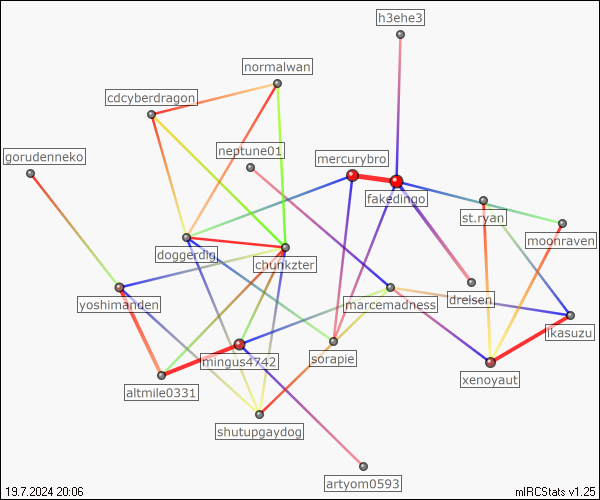 h3ehe3
normalwan
cdcyberdragon
neptune01
gorudenneko
mercurybro
fakedingo
st.ryan
moonraven
doggerdig
chunkzter
yoshimanden
marcemadness
dreisen
ikasuzu
mingus4742
sorapie
xenoyaut
altmile0331
shutupgaydog
artyom0593
19.7.2024 20:06
mIRCStats v1.25